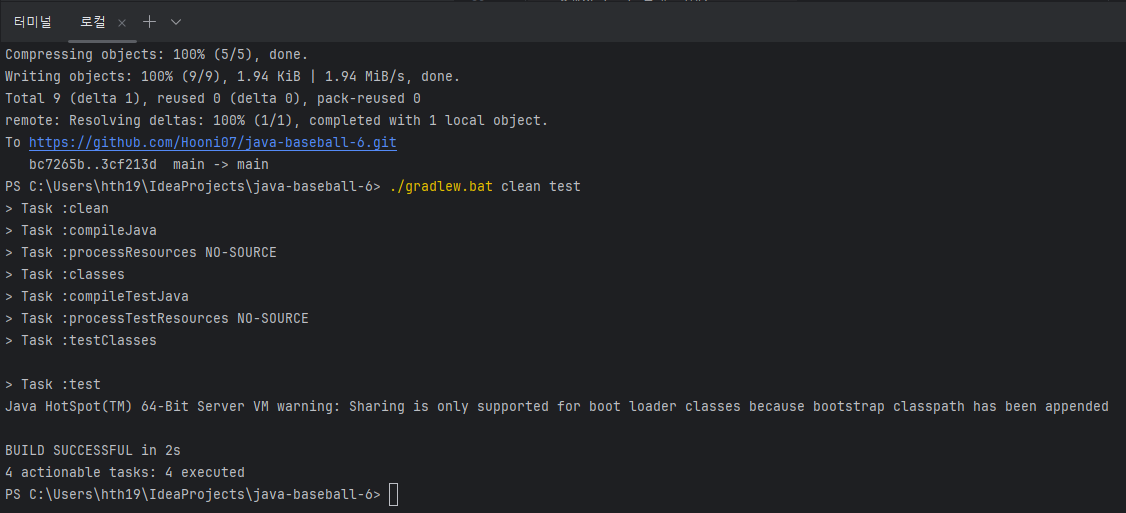 터미널 로컬
Compressing objects: 100% (5/5), done.
Writing objects: 100% (9/9), 1.94 KiB | 1.94 MiB/s, done.
Total 9 (delta 1), reused 0 (delta 0), pack-reused 0
remote: Resolving deltas: 100% (1/1), completed with 1 local object.
To https://github.com/Hooni07/java-baseball-6.git
   bc7265b..3cf213d  main -> main
PS C:\Users\hth19\IdeaProjects\java-baseball-6> ./gradlew.bat clean test
> Task :clean
> Task :compileJava
> Task :processResources NO-SOURCE
> Task :classes
> Task :compileTestJava
> Task :processTestResources NO-SOURCE
> Task :testClasses
> Task :test
Java HotSpot(TM) 64-Bit Server VM warning: Sharing is only supported for boot loader classes because bootstrap classpath has been appended
BUILD SUCCESSFUL in 2s
4 actionable tasks: 4 executed
PS C:\Users\hth19\IdeaProjects\java-baseball-6>